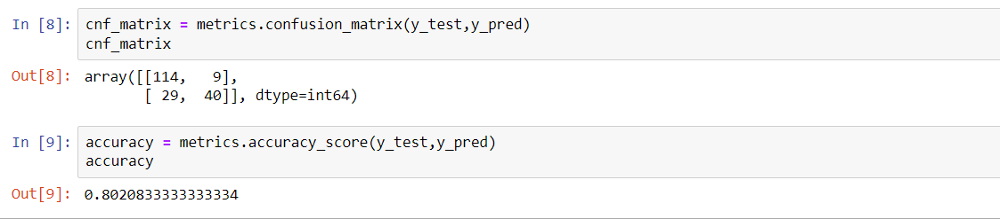 In [8]: cnf_matrix = metrics.confusion_matrix(y_test,y_pred)
cnf_matrix
Out[8]: array([[114,   9],
       [ 29,  40]], dtype=int64)
In [9]: accuracy = metrics.accuracy_score(y_test,y_pred)
accuracy
Out[9]: 0.8020833333333334